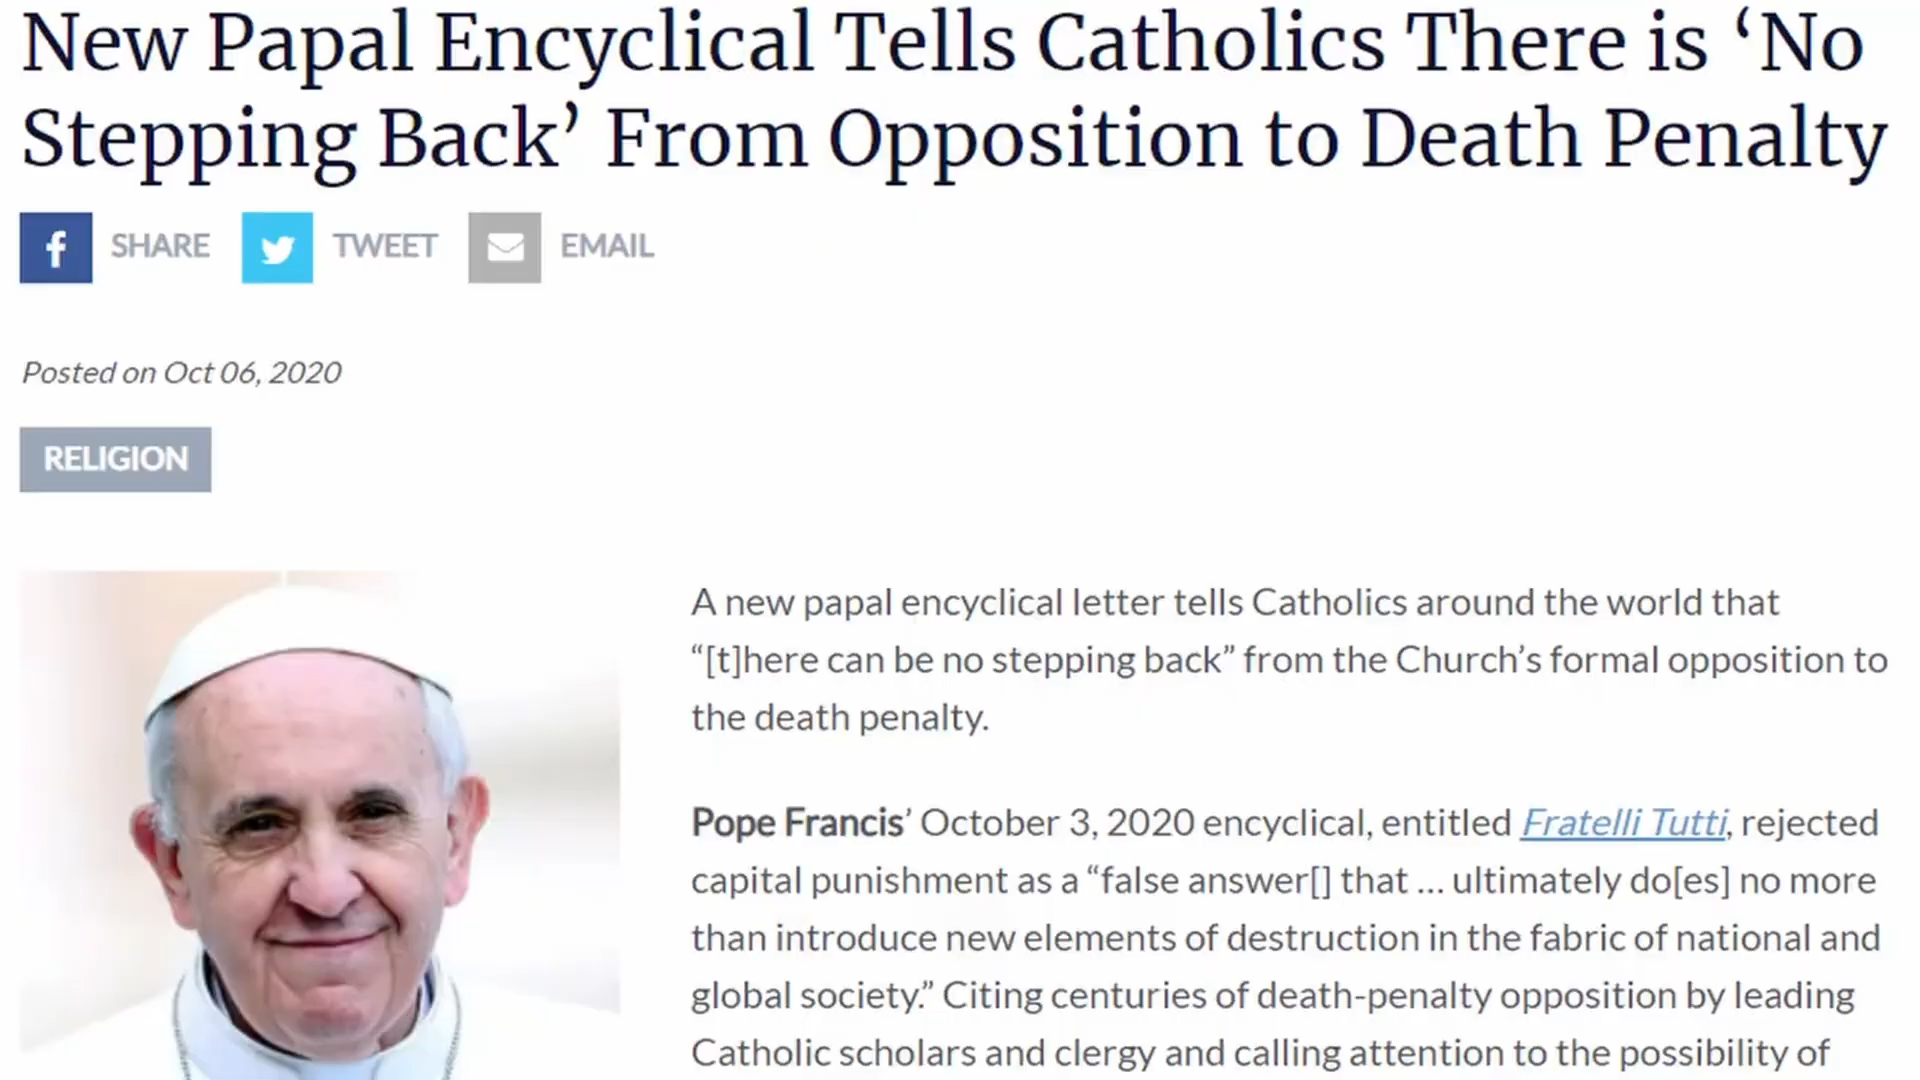 New Papal Encyclical Tells Catholics There is ‘No
Stepping Back’ From Opposition to Death Penalty
f SHARE TWEET EMAIL
Posted on Oct 06, 2020
RELIGION
A new papal encyclical letter tells Catholics around the world that
“[t]here can be no stepping back” from the Church’s formal opposition to
the death penalty.
Pope Francis’ October 3, 2020 encyclical, entitled Fratelli Tutti, rejected
capital punishment as a “false answer[] that … ultimately do[es] no more
than introduce new elements of destruction in the fabric of national and
global society.” Citing centuries of death-penalty opposition by leading
Catholic scholars and clergy and calling attention to the possibility of